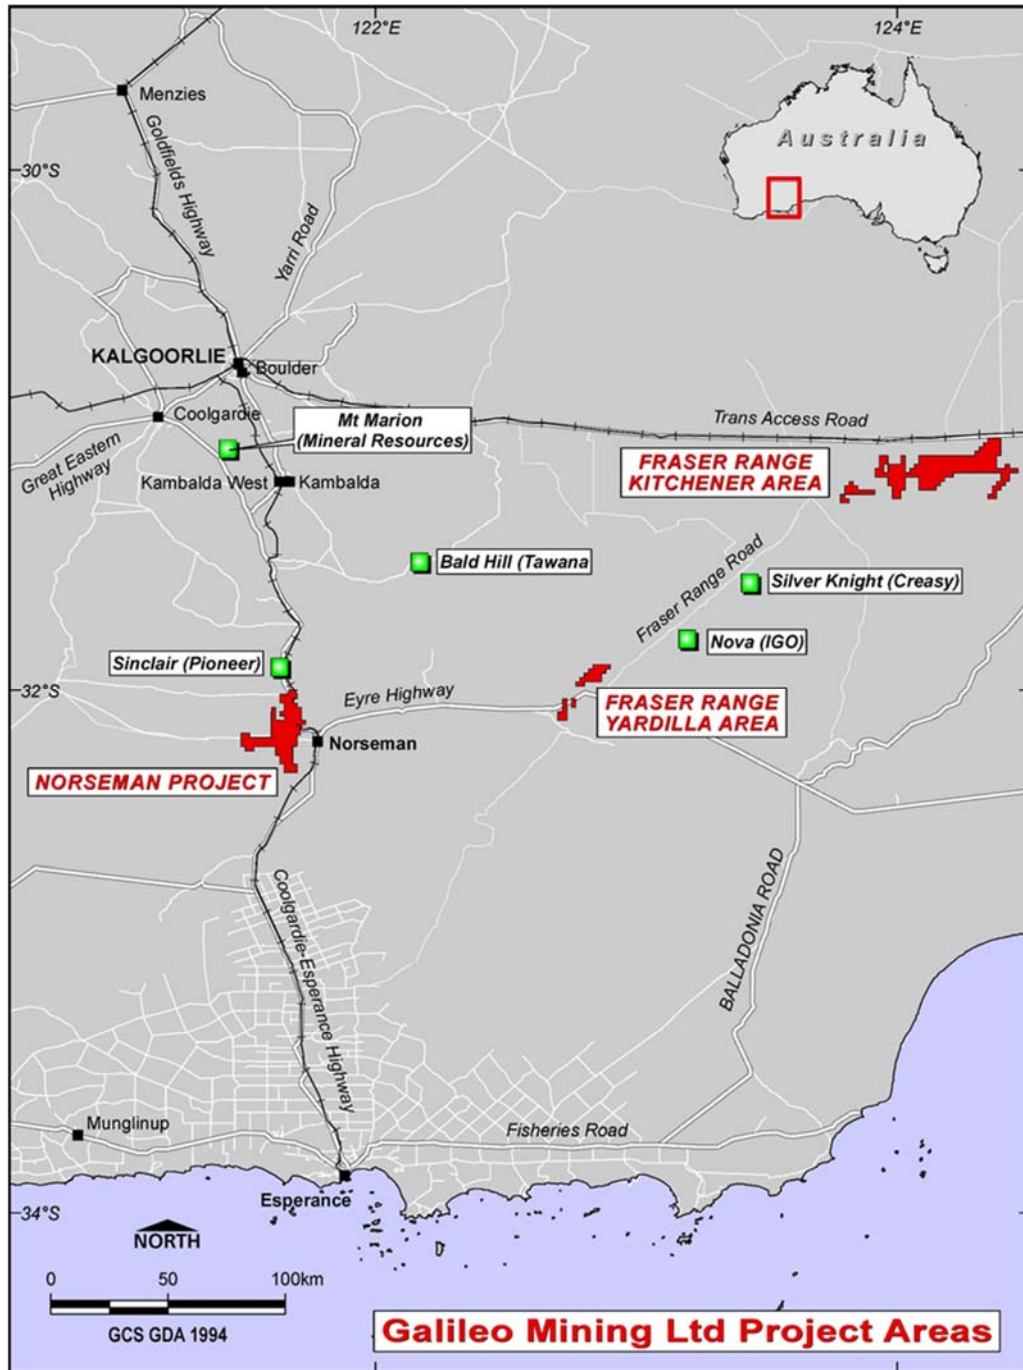 122°E
124°E
Menzies
Goldfields Highway
Yarri Road
Australia
30°S
KALGOORLIE
Boulder
Coolgardie
Great Eastern
Highway
Mt Marion
(Mineral Resources)
Trans Access Road
Kambalda West
Kambalda
FRASER RANGE
KITCHENER AREA
Bald Hill (Tawana
Fraser Range Road
Silver Knight (Creasy)
Nova (IGO)
Sinclair (Pioneer)
32°S
Eyre Highway
FRASER RANGE
YARDILLA AREA
Norseman
NORSEMAN PROJECT
Coolgardie-Esperance Highway
BALLADONIA ROAD
Munglinup
Fisheries Road
Esperance
34°S
NORTH
0 50 100km
GCS GDA 1994
Galileo Mining Ltd Project Areas